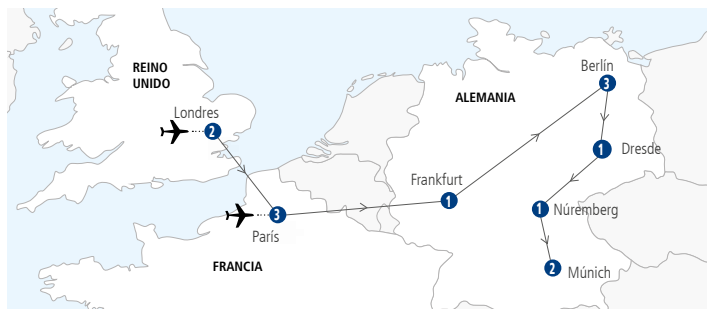 REINO
UNIDO
Londres
2
Berlín
3
ALEMANIA
1
Dresde
Frankfurt
1
3
París
1
Núremberg
FRANCIA
2
Múnich